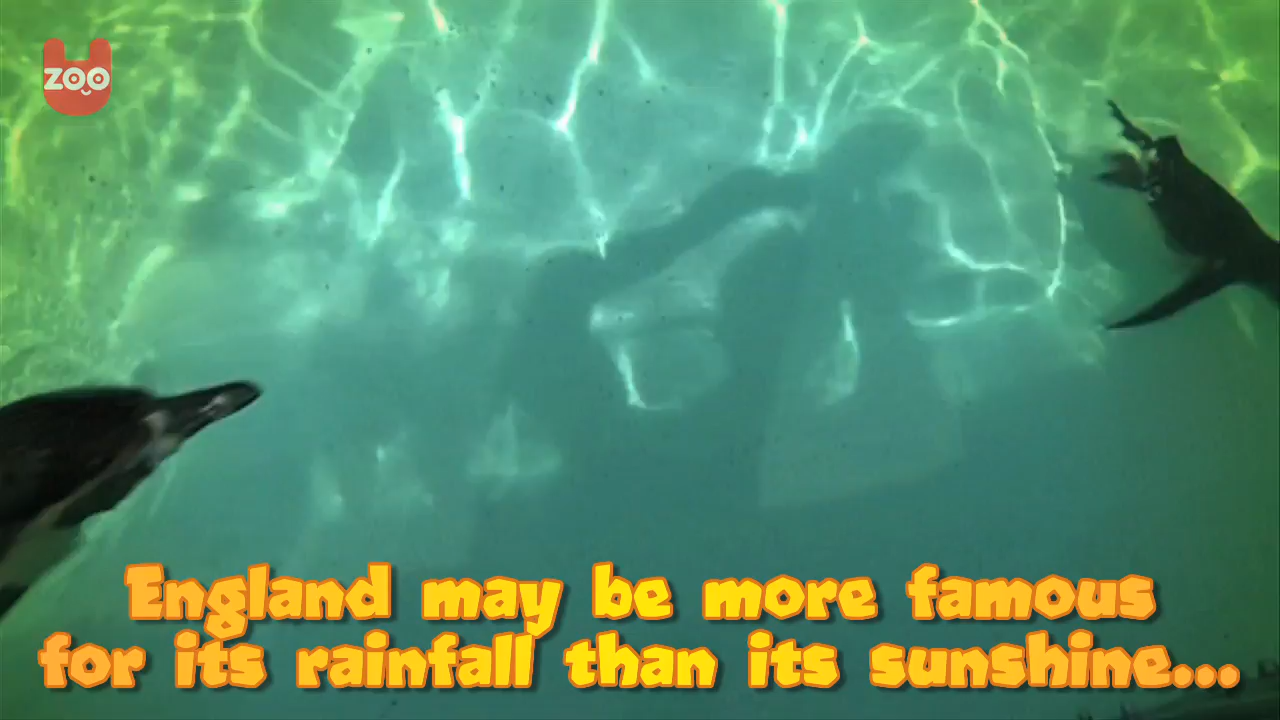 ZOO
England may be more famous
for its rainfall than its sunshine...